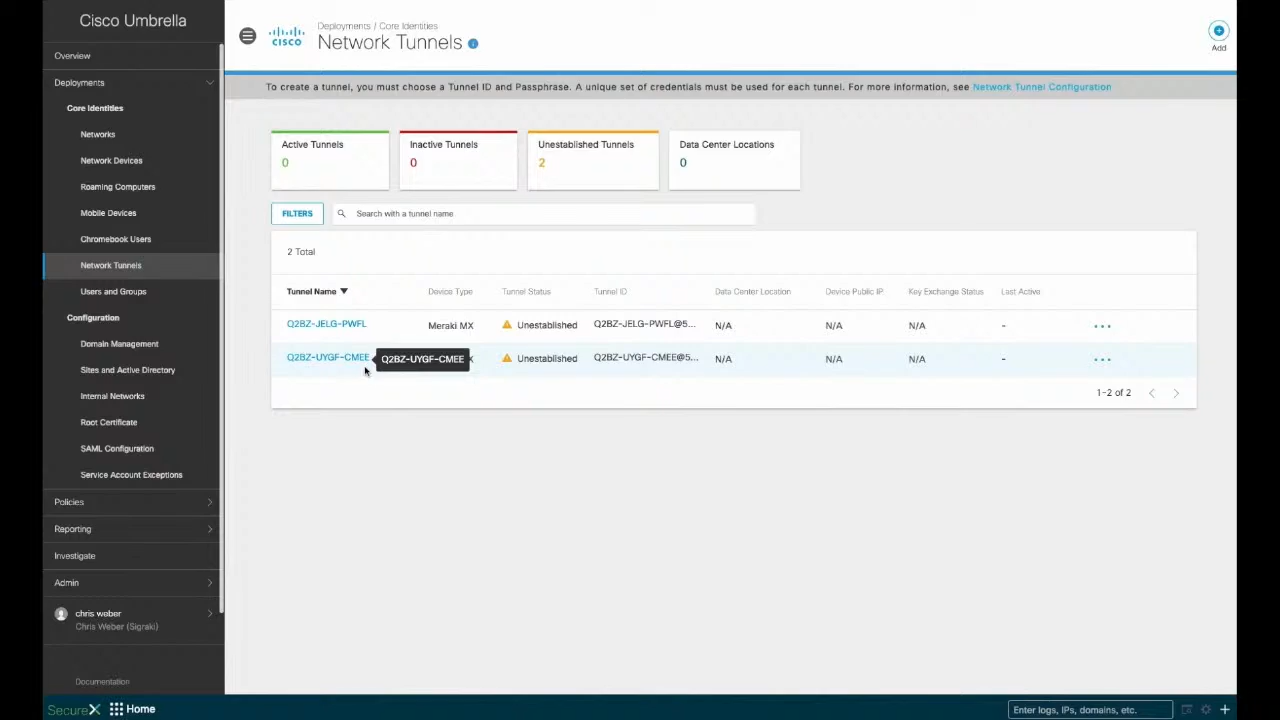 Cisco Umbrella
Overview
Deployments
Core Identities
Networks
Network Devices
Roaming Computers
Mobile Devices
Chromebook Users
Network Tunnels
Users and Groups
Configuration
Domain Management
Sites and Active Directory
Internal Networks
Root Certificate
SAML Configuration
Service Account Exceptions
Policies
Reporting
Investigate
Admin
chris weber
Chris Weber (Sigraki)
Documentation
cisco
Deployments / Core Identities
Network Tunnels
Add
To create a tunnel, you must choose a Tunnel ID and Passphrase. A unique set of credentials must be used for each tunnel. For more information, see Network Tunnel Configuration
Active Tunnels
0
Inactive Tunnels
0
Unestablished Tunnels
2
Data Center Locations
0
FILTERS
Search with a tunnel name
2 Total
Tunnel Name Device Type Tunnel Status Tunnel ID Data Center Location Device Public IP Key Exchange Status Last Active
Q2BZ-JELG-PWFL Meraki MX Unestablished Q2BZ-JELG-PWFL@5... N/A N/A N/A -
Q2BZ-UYGF-CMEE Q2BZ-UYGF-CMEE Unestablished Q2BZ-UYGF-CMEE@5... N/A N/A N/A -
1-2 of 2
SecureX Home
Enter logs, IPs, domains, etc.